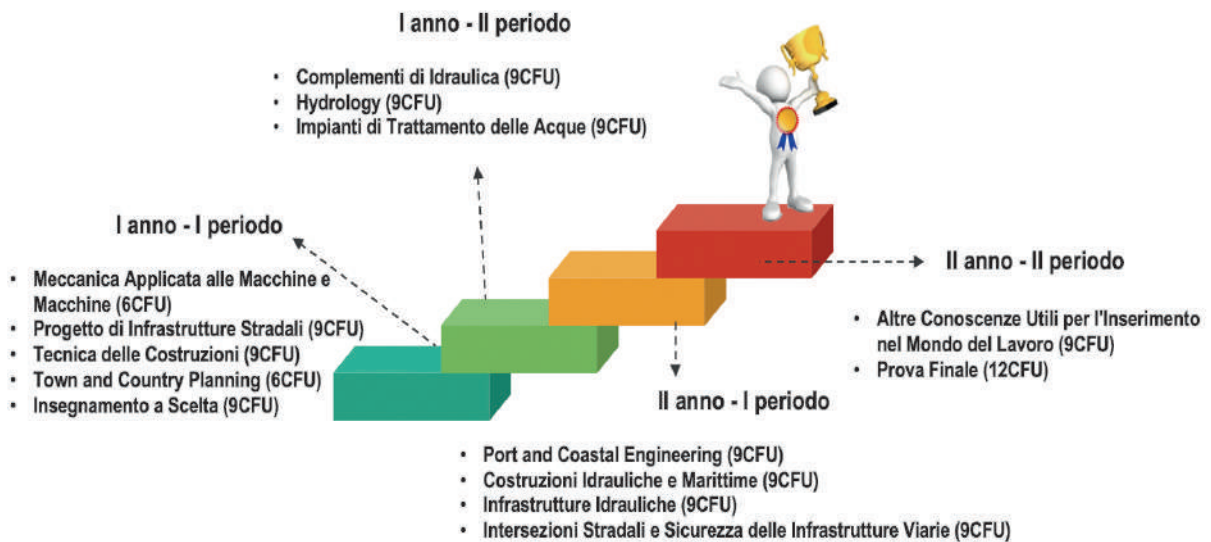 I anno - II periodo
• Complementi di Idraulica (9CFU)
• Hydrology (9CFU)
• Impianti di Trattamento delle Acque (9CFU)
I anno - I periodo
• Meccanica Applicata alle Macchine e
Macchine (6CFU)
• Progetto di Infrastrutture Stradali (9CFU)
• Tecnica delle Costruzioni (9CFU)
• Town and Country Planning (6CFU)
• Insegnamento a Scelta (9CFU)
II anno - II periodo
• Altre Conoscenze Utili per l'Inserimento
nel Mondo del Lavoro (9CFU)
• Prova Finale (12CFU)
II anno - I periodo
• Port and Coastal Engineering (9CFU)
• Costruzioni Idrauliche e Marittime (9CFU)
• Infrastrutture Idrauliche (9CFU)
• Intersezioni Stradali e Sicurezza delle Infrastrutture Viarie (9CFU)